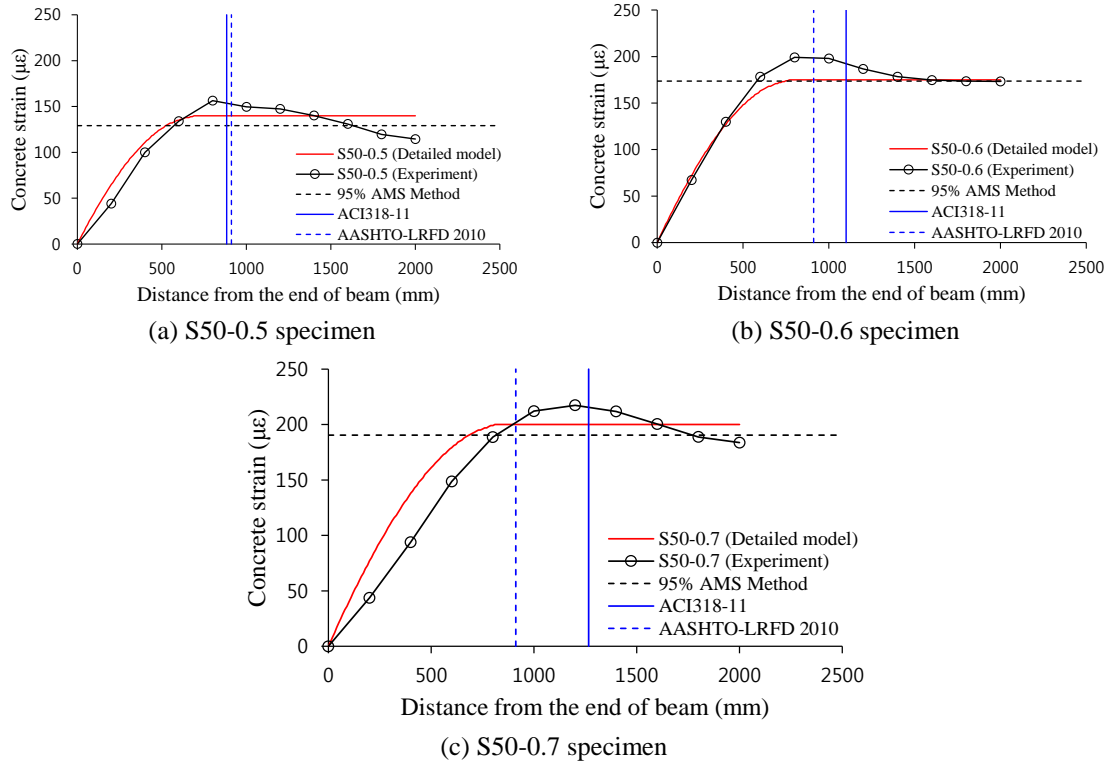 250
200
150
100
50
0
Concrete strain (με)
S50-0.5 (Detailed model)
S50-0.5 (Experiment)
95% AMS Method
ACI318-11
AASHTO-LRFD 2010
0 500 1000 1500 2000 2500
Distance from the end of beam (mm)
(a) S50-0.5 specimen
250
200
150
100
50
0
Concrete strain (με)
S50-0.6 (Detailed model)
S50-0.6 (Experiment)
95% AMS Method
ACI318-11
AASHTO-LRFD 2010
0 500 1000 1500 2000 2500
Distance from the end of beam (mm)
(b) S50-0.6 specimen
250
200
150
100
50
0
Concrete strain (με)
S50-0.7 (Detailed model)
S50-0.7 (Experiment)
95% AMS Method
ACI318-11
AASHTO-LRFD 2010
0 500 1000 1500 2000 2500
Distance from the end of beam (mm)
(c) S50-0.7 specimen